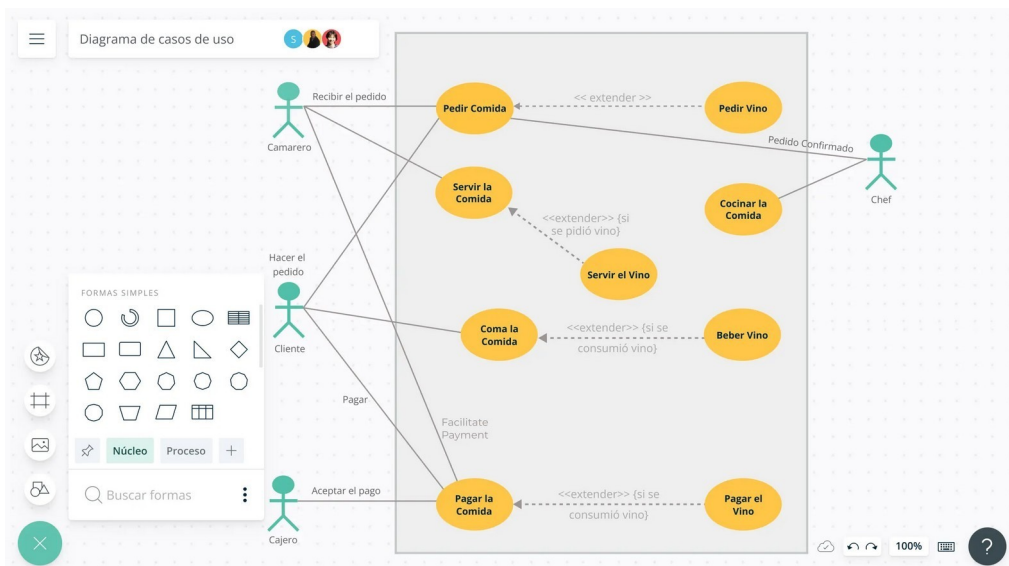 Diagrama de casos de uso
S
Recibir el pedido
Camarero
Pedir Comida
<< extender >>
Pedir Vino
Pedido Confirmado
Chef
Servir la
Comida
Cocinar la
Comida
<<extender>> {si
se pidió vino}
Servir el Vino
Hacer el
pedido
Cliente
FORMAS SIMPLES
Coma la
Comida
<<extender>> {si se
consumió vino}
Beber Vino
Pagar
Facilitate
Payment
Núcleo
Proceso
Buscar formas
Aceptar el pago
Cajero
Pagar la
Comida
<<extender>> {si se
consumió vino}
Pagar el
Vino
100%
?